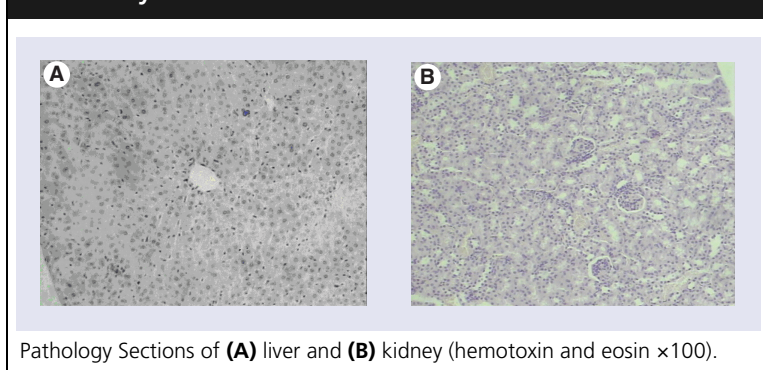 A
B
Pathology Sections of (A) liver and (B) kidney (hemotoxin and eosin ×100).